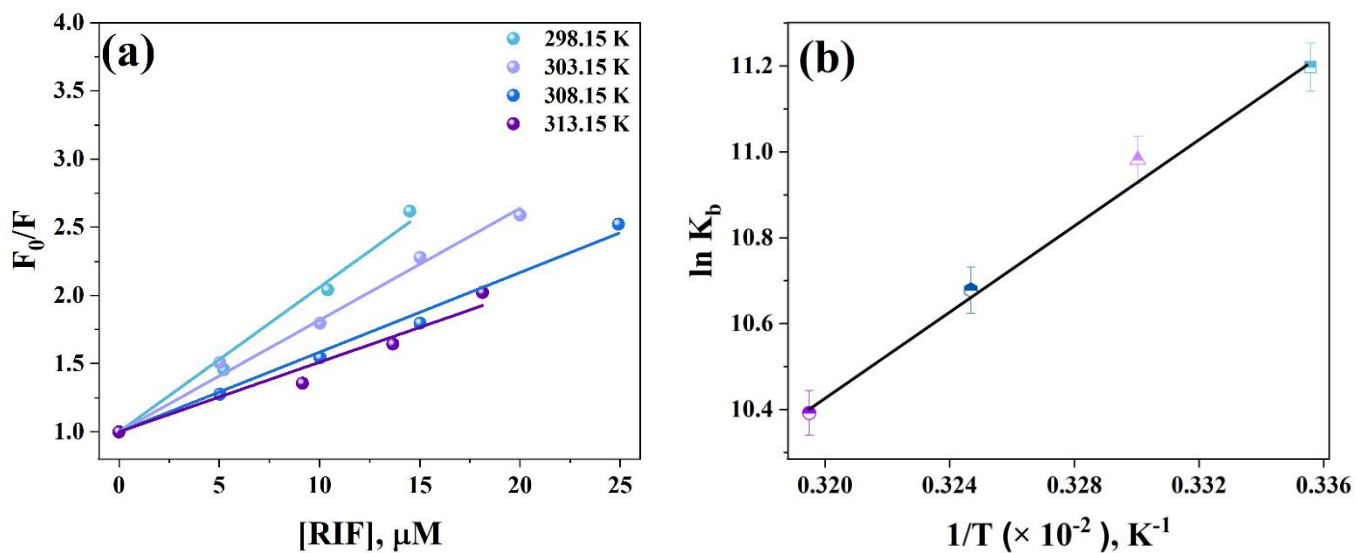 (a)
298.15 K
303.15 K
308.15 K
313.15 K
4.0
3.5
3.0
2.5
2.0
1.5
1.0
F₀/F
0 5 10 15 20 25
[RIF], μM
(b)
11.2
11.0
10.8
10.6
10.4
ln K_b
0.320 0.324 0.328 0.332 0.336
1/T (× 10⁻²), K⁻¹